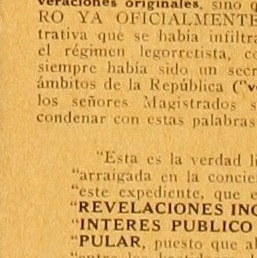 veraciones originales, sino
RO YA OFICIALMENTE
trativa que se había infiltra
el régimen legorretista,
siempre había sido un secr
ámbitos de la República ("v
los señores Magistrados s
condenar con estas palabras
"Esta es la verdad l
"arraigada en la concie
"este expediente, que e
"REVELACIONES INC
"INTERES PUBLICO
"PULAR, puesto que al